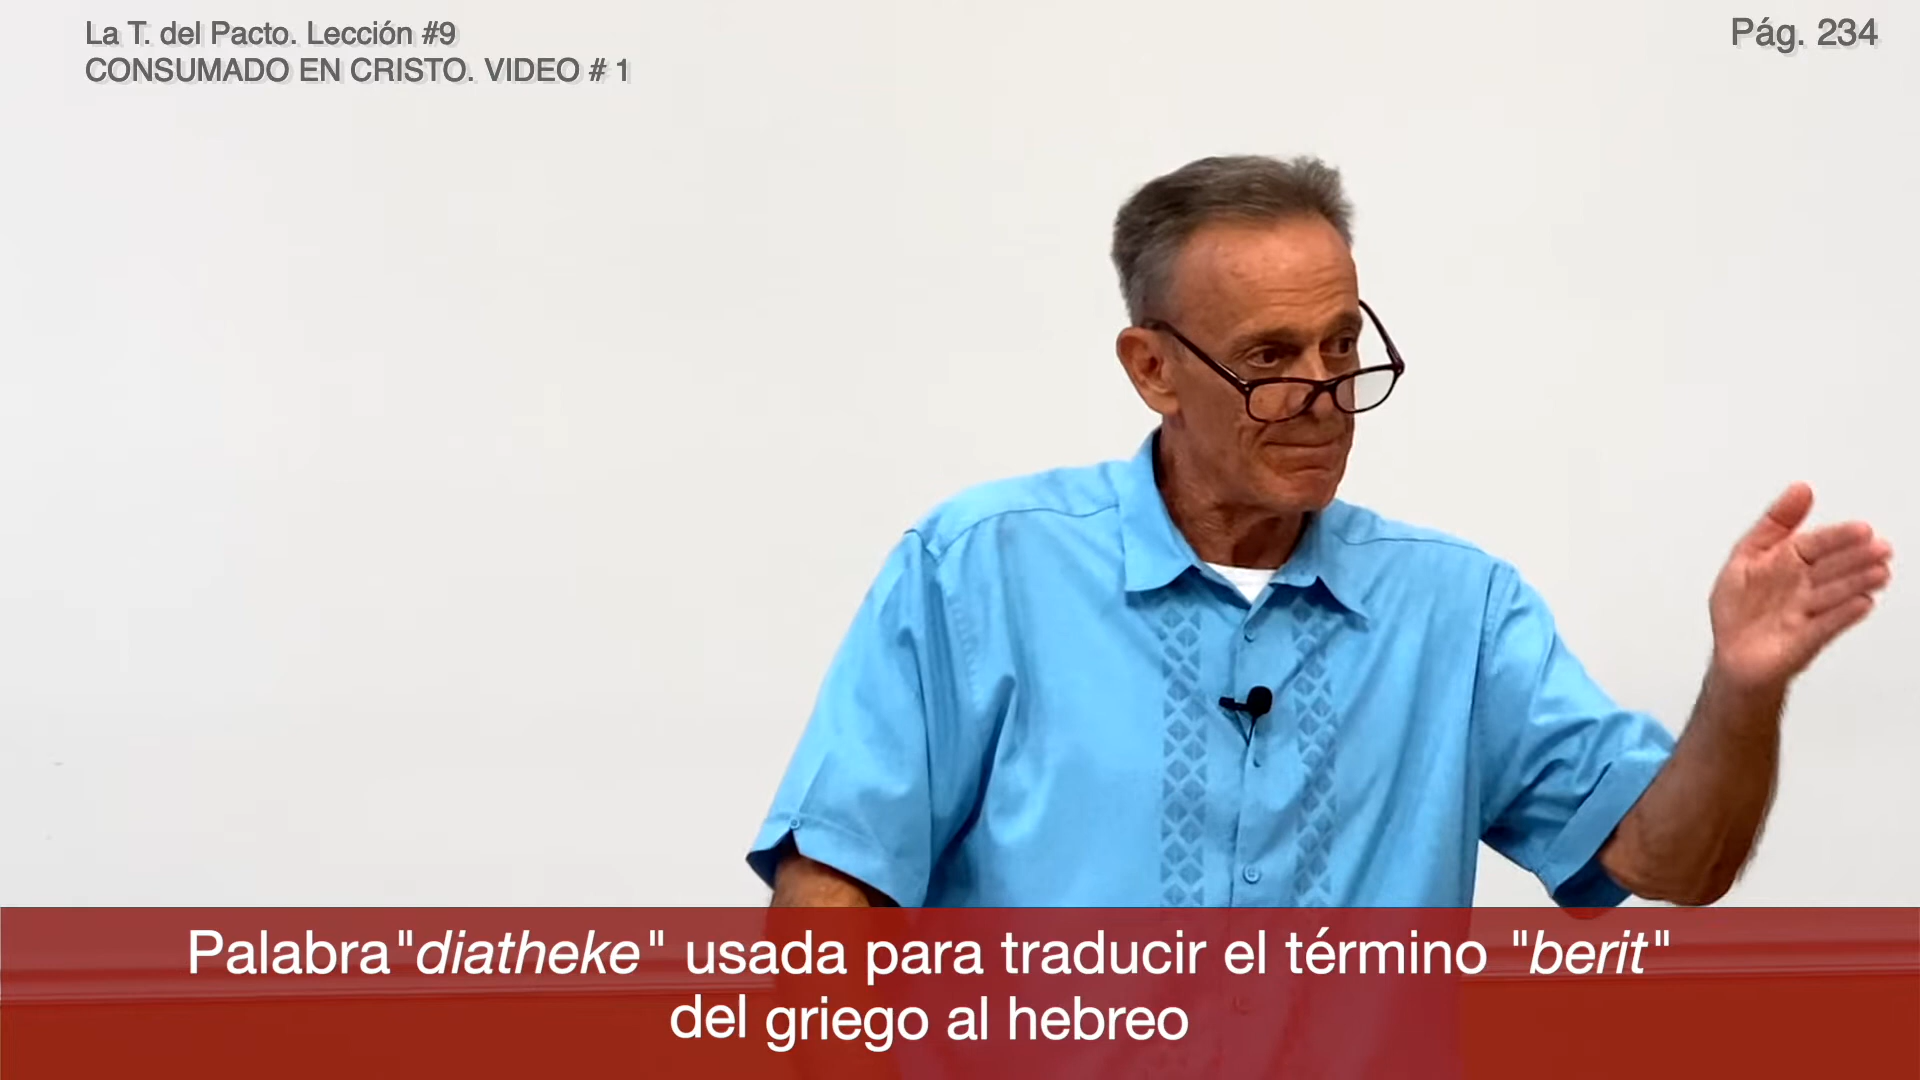 La T. del Pacto. Lección #9
CONSUMADO EN CRISTO. VIDEO # 1
Pág. 234
Palabra"diatheke" usada para traducir el término "berit"
del griego al hebreo